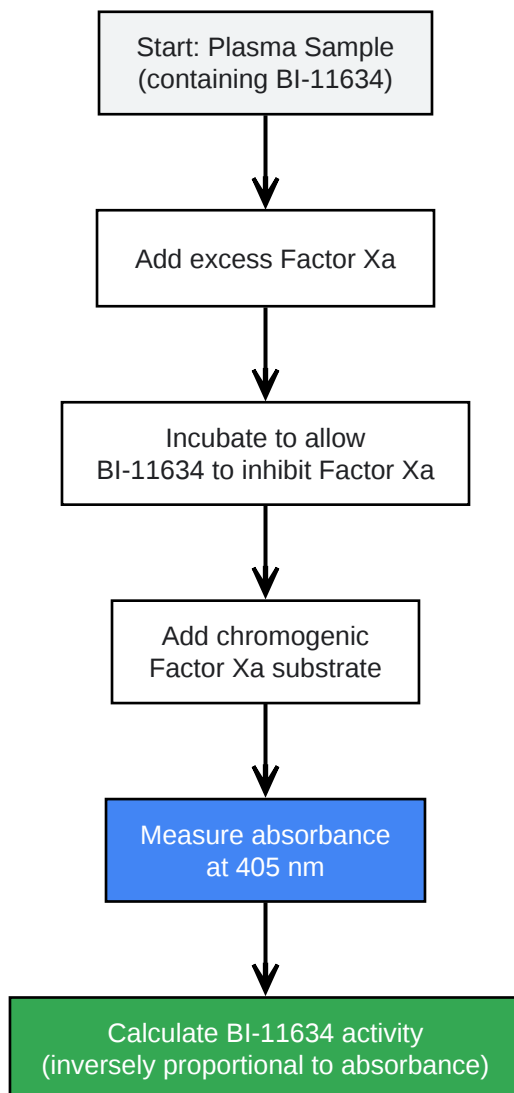 Start: Plasma Sample
(containing BI-11634)
Add excess Factor Xa
Incubate to allow
BI-11634 to inhibit Factor Xa
Add chromogenic
Factor Xa substrate
Measure absorbance
at 405 nm
Calculate BI-11634 activity
(inversely proportional to absorbance)